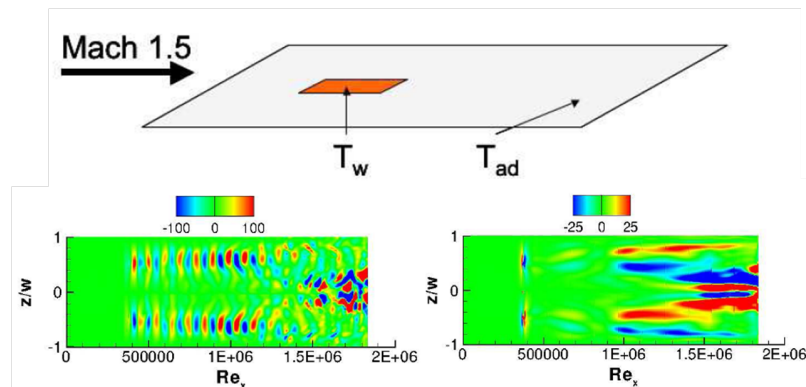 Mach 1.5
T_w
T_ad
-100 0 100
-25 0 25
z/w
1
0
-1
0 500000 1E+06 1.5E+06 2E+06
Re_x
z/w
1
0
-1
0 500000 1E+06 1.5E+06 2E+06
Re_x